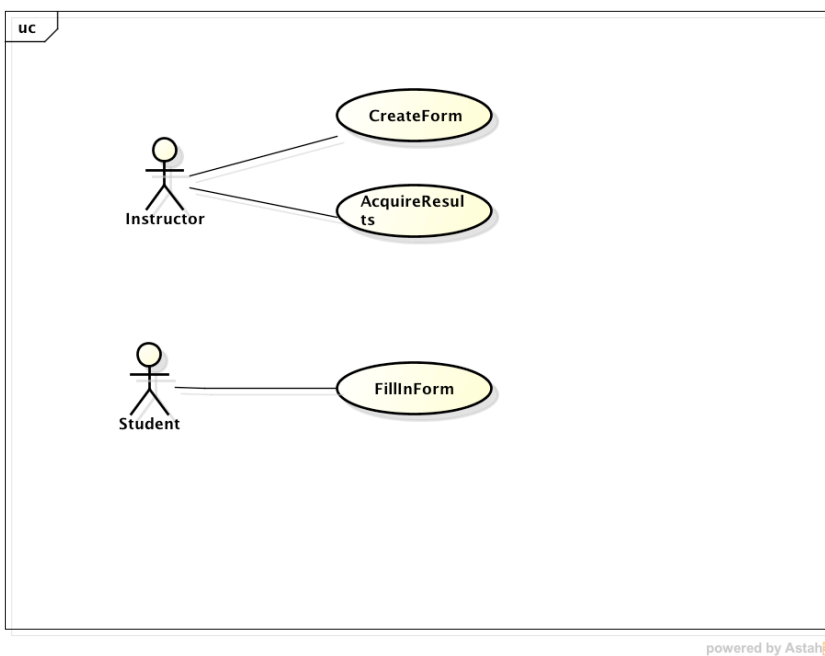 uc
CreateForm
AcquireResul
ts
Instructor
FillInForm
Student
powered by Astah